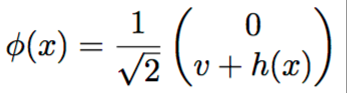 ϕ(x) = 1/√2 (0
v + h(x))